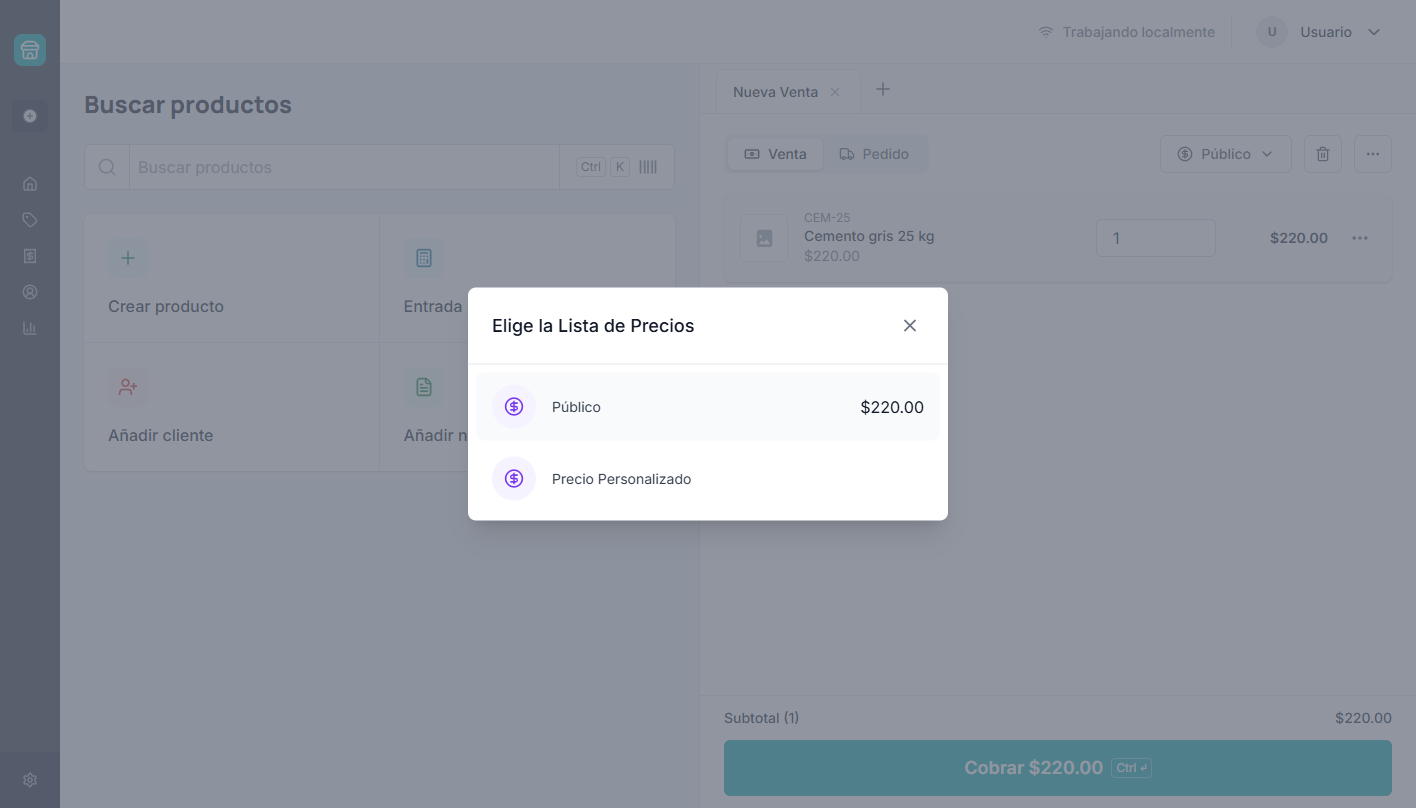 Trabajando localmente
U
Usuario
Buscar productos
Nueva Venta
Buscar productos
Ctrl
K
Venta
Pedido
Público
CEM-25
Cemento gris 25 kg
$220.00
1
$220.00
Crear producto
Entrada
Añadir cliente
Añadir n
Elige la Lista de Precios
Público
$220.00
Precio Personalizado
Subtotal (1)
$220.00
Cobrar $220.00 Ctrl ↵